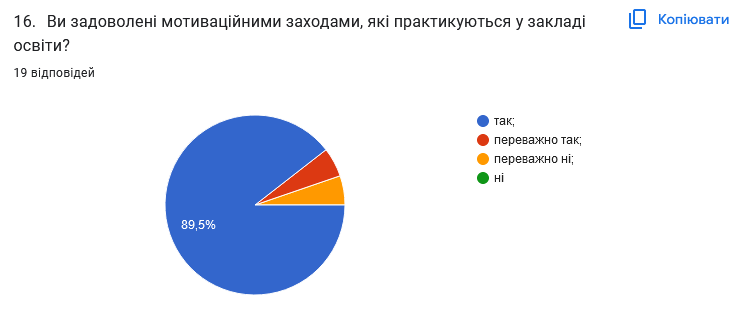 16. Ви задоволені мотиваційними заходами, які практикуються у закладі
освіти?
Копіювати
19 відповідей
так;
переважно так;
переважно ні;
ні
89,5%